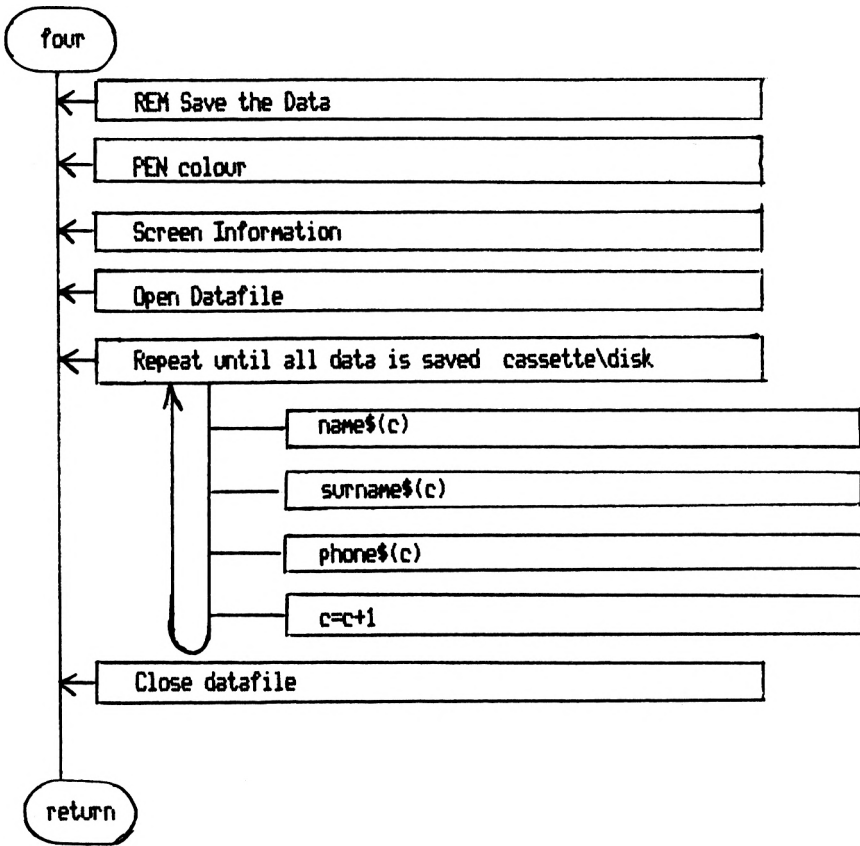 four
REM Save the Data
PEN colour
Screen Information
Open Datafile
Repeat until all data is saved cassette\disk
name$(c)
surname$(c)
phone$(c)
c=c+1
Close datafile
return